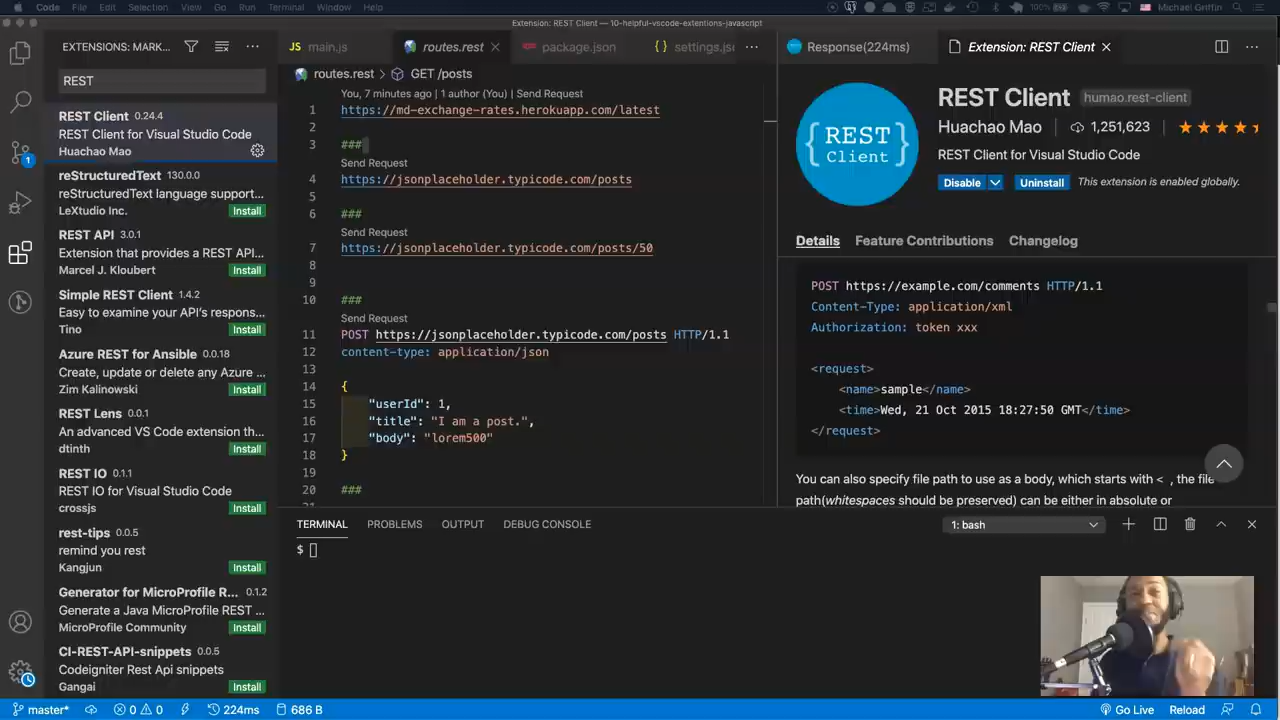 Code File Edit Selection View Go Run Terminal Window Help 100% Michael Griffin
Extension: REST Client — 10-helpful-vscode-extentions-javascript
EXTENSIONS: MARK...
REST
REST Client 0.24.4
REST Client for Visual Studio Code
Huachao Mao
reStructuredText 130.0.0
reStructuredText language support...
LeXtudio Inc. Install
REST API 3.0.1
Extension that provides a REST API...
Marcel J. Kloubert Install
Simple REST Client 1.4.2
Easy to examine your API's respons...
Tino Install
Azure REST for Ansible 0.0.18
Create, update or delete any Azure ...
Zim Kalinowski Install
REST Lens 0.0.1
An advanced VS Code extension th...
dtinth Install
REST IO 0.1.1
REST IO for Visual Studio Code
crossjs Install
rest-tips 0.0.5
remind you rest
Kangjun Install
Generator for MicroProfile R... 0.1.2
Generate a Java MicroProfile REST ...
MicroProfile Community Install
CI-REST-API-snippets 0.0.5
Codeigniter Rest Api snippets
Gangai Install
main.js routes.rest package.json settings.jsc
routes.rest > GET /posts
You, 7 minutes ago | 1 author (You) | Send Request
1 https://md-exchange-rates.herokuapp.com/latest
2
3 ###
Send Request
4 https://jsonplaceholder.typicode.com/posts
5
6 ###
Send Request
7 https://jsonplaceholder.typicode.com/posts/50
8
9
10 ###
Send Request
11 POST https://jsonplaceholder.typicode.com/posts HTTP/1.1
12 content-type: application/json
13
14 {
15 "userId": 1,
16 "title": "I am a post.",
17 "body": "lorem500"
18 }
19
20 ###
Response(224ms) Extension: REST Client
{ REST }
Client
REST Client humao.rest-client
Huachao Mao | 1,251,623 |
REST Client for Visual Studio Code
Disable Uninstall This extension is enabled globally.
Details Feature Contributions Changelog
POST https://example.com/comments HTTP/1.1
Content-Type: application/xml
Authorization: token xxx
<request>
<name>sample</name>
<time>Wed, 21 Oct 2015 18:27:50 GMT</time>
</request>
You can also specify file path to use as a body, which starts with < , the file
path(whitespaces should be preserved) can be either in absolute or
TERMINAL PROBLEMS OUTPUT DEBUG CONSOLE 1: bash
$
1
master* 0 0 224ms 686 B Go Live Reload